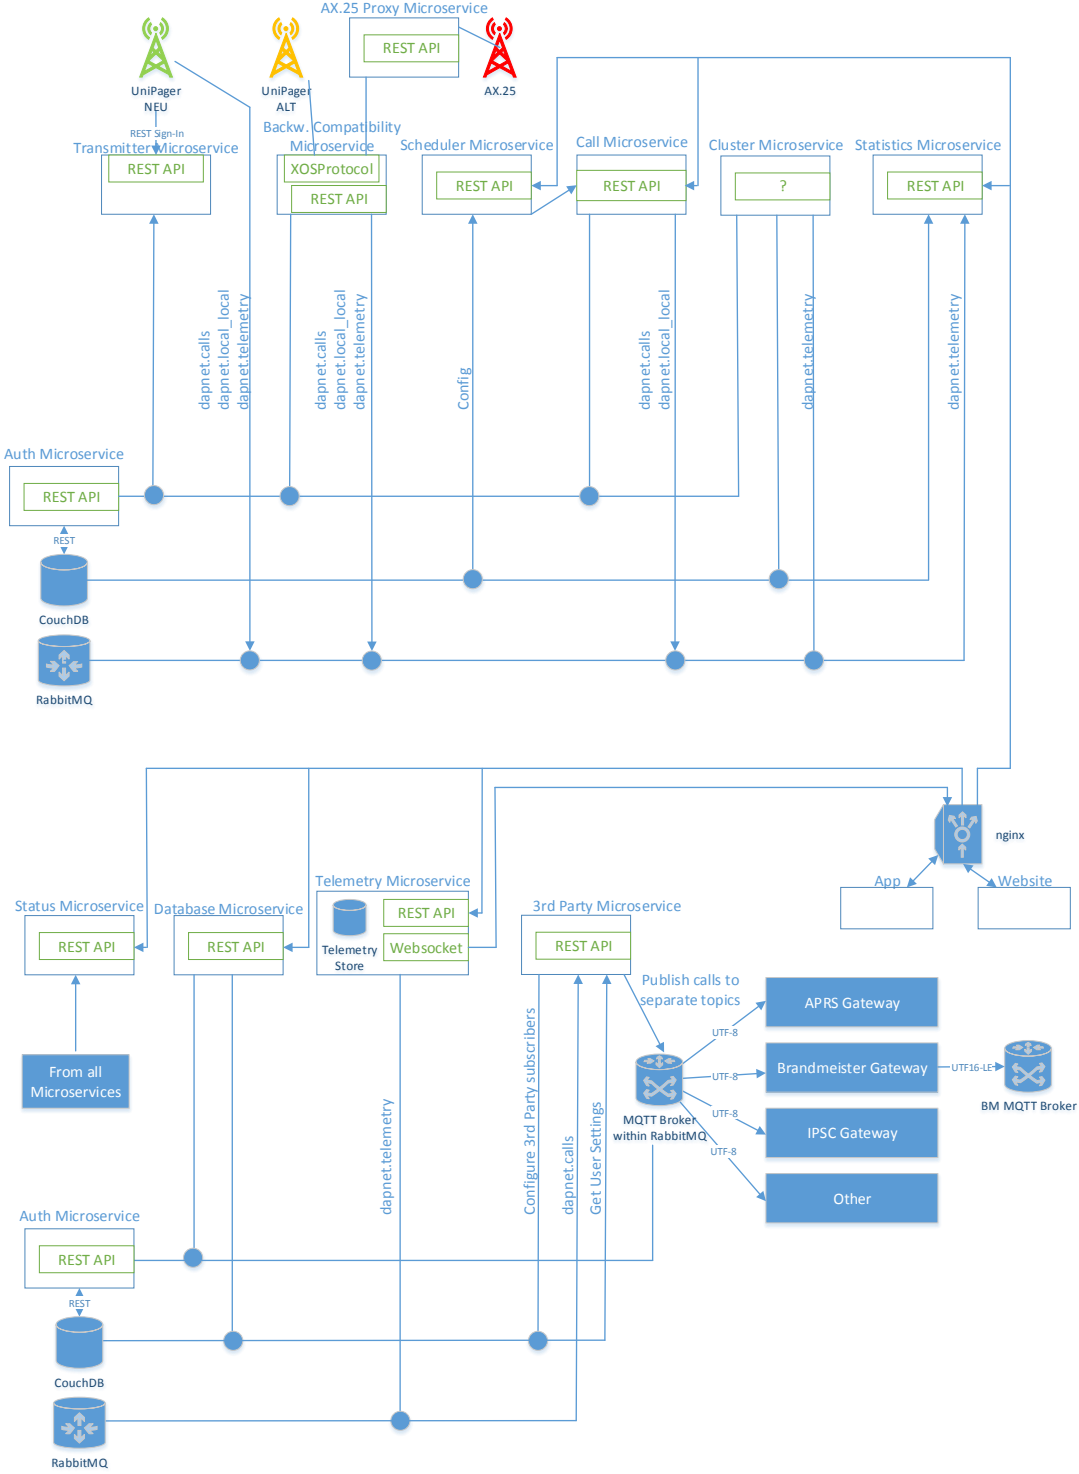 AX.25 Proxy Microservice
REST API
UniPager
NEU
UniPager
ALT
AX.25
REST Sign-In
Transmitter Microservice
REST API
Backw. Compatibility
Microservice
XOSProtocol
REST API
Scheduler Microservice
REST API
Call Microservice
REST API
Cluster Microservice
?
Statistics Microservice
REST API
dapnet.calls
dapnet.local_local
dapnet.telemetry
dapnet.calls
dapnet.local_local
dapnet.telemetry
Config
dapnet.calls
dapnet.local_local
dapnet.telemetry
dapnet.telemetry
Auth Microservice
REST API
REST
CouchDB
RabbitMQ
nginx
App
Website
Status Microservice
REST API
Database Microservice
REST API
Telemetry Microservice
REST API
Websocket
Telemetry
Store
3rd Party Microservice
REST API
From all
Microservices
Publish calls to
separate topics
dapnet.telemetry
Configure 3rd Party subscribers
dapnet.calls
Get User Settings
MQTT Broker
within RabbitMQ
UTF-8
UTF-8
UTF-8
UTF-8
APRS Gateway
Brandmeister Gateway
IPSC Gateway
Other
UTF16-LE
BM MQTT Broker
Auth Microservice
REST API
REST
CouchDB
RabbitMQ